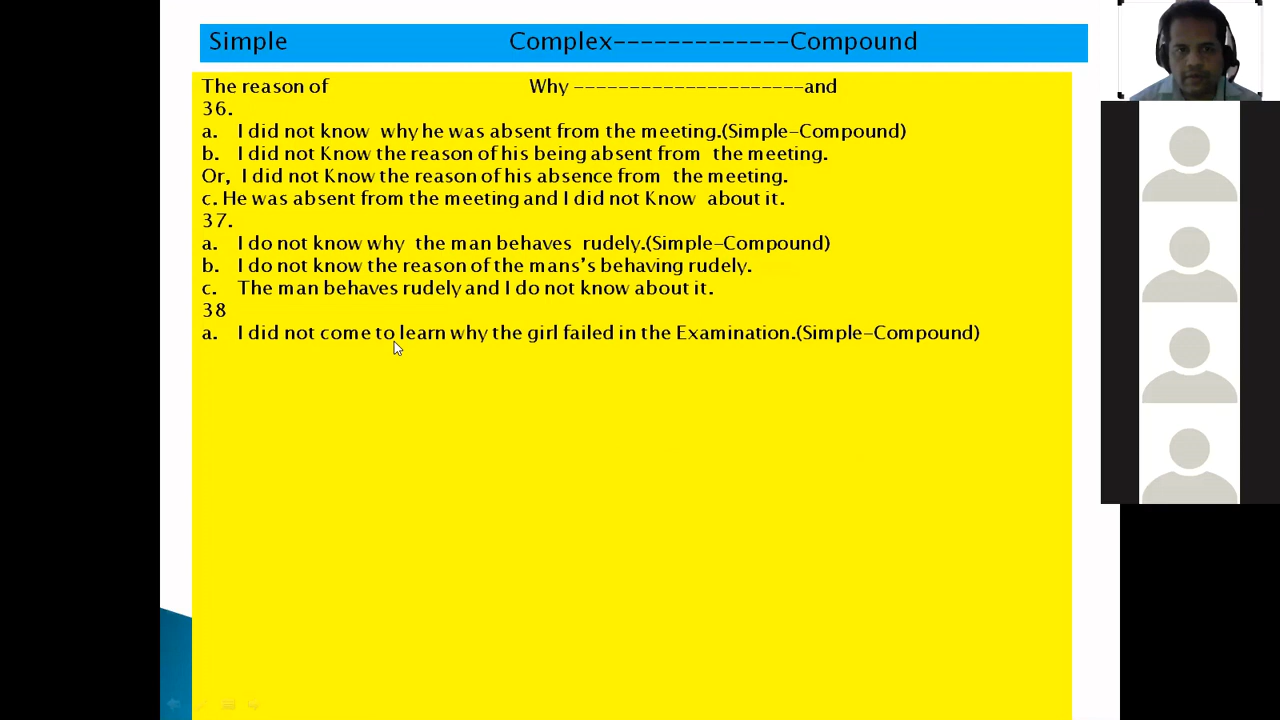 Simple Complex-------------Compound
The reason of Why ----------------------and
36.
a. I did not know why he was absent from the meeting.(Simple-Compound)
b. I did not Know the reason of his being absent from the meeting.
Or, I did not Know the reason of his absence from the meeting.
c. He was absent from the meeting and I did not Know about it.
37.
a. I do not know why the man behaves rudely.(Simple-Compound)
b. I do not know the reason of the mans's behaving rudely.
c. The man behaves rudely and I do not know about it.
38
a. I did not come to learn why the girl failed in the Examination.(Simple-Compound)